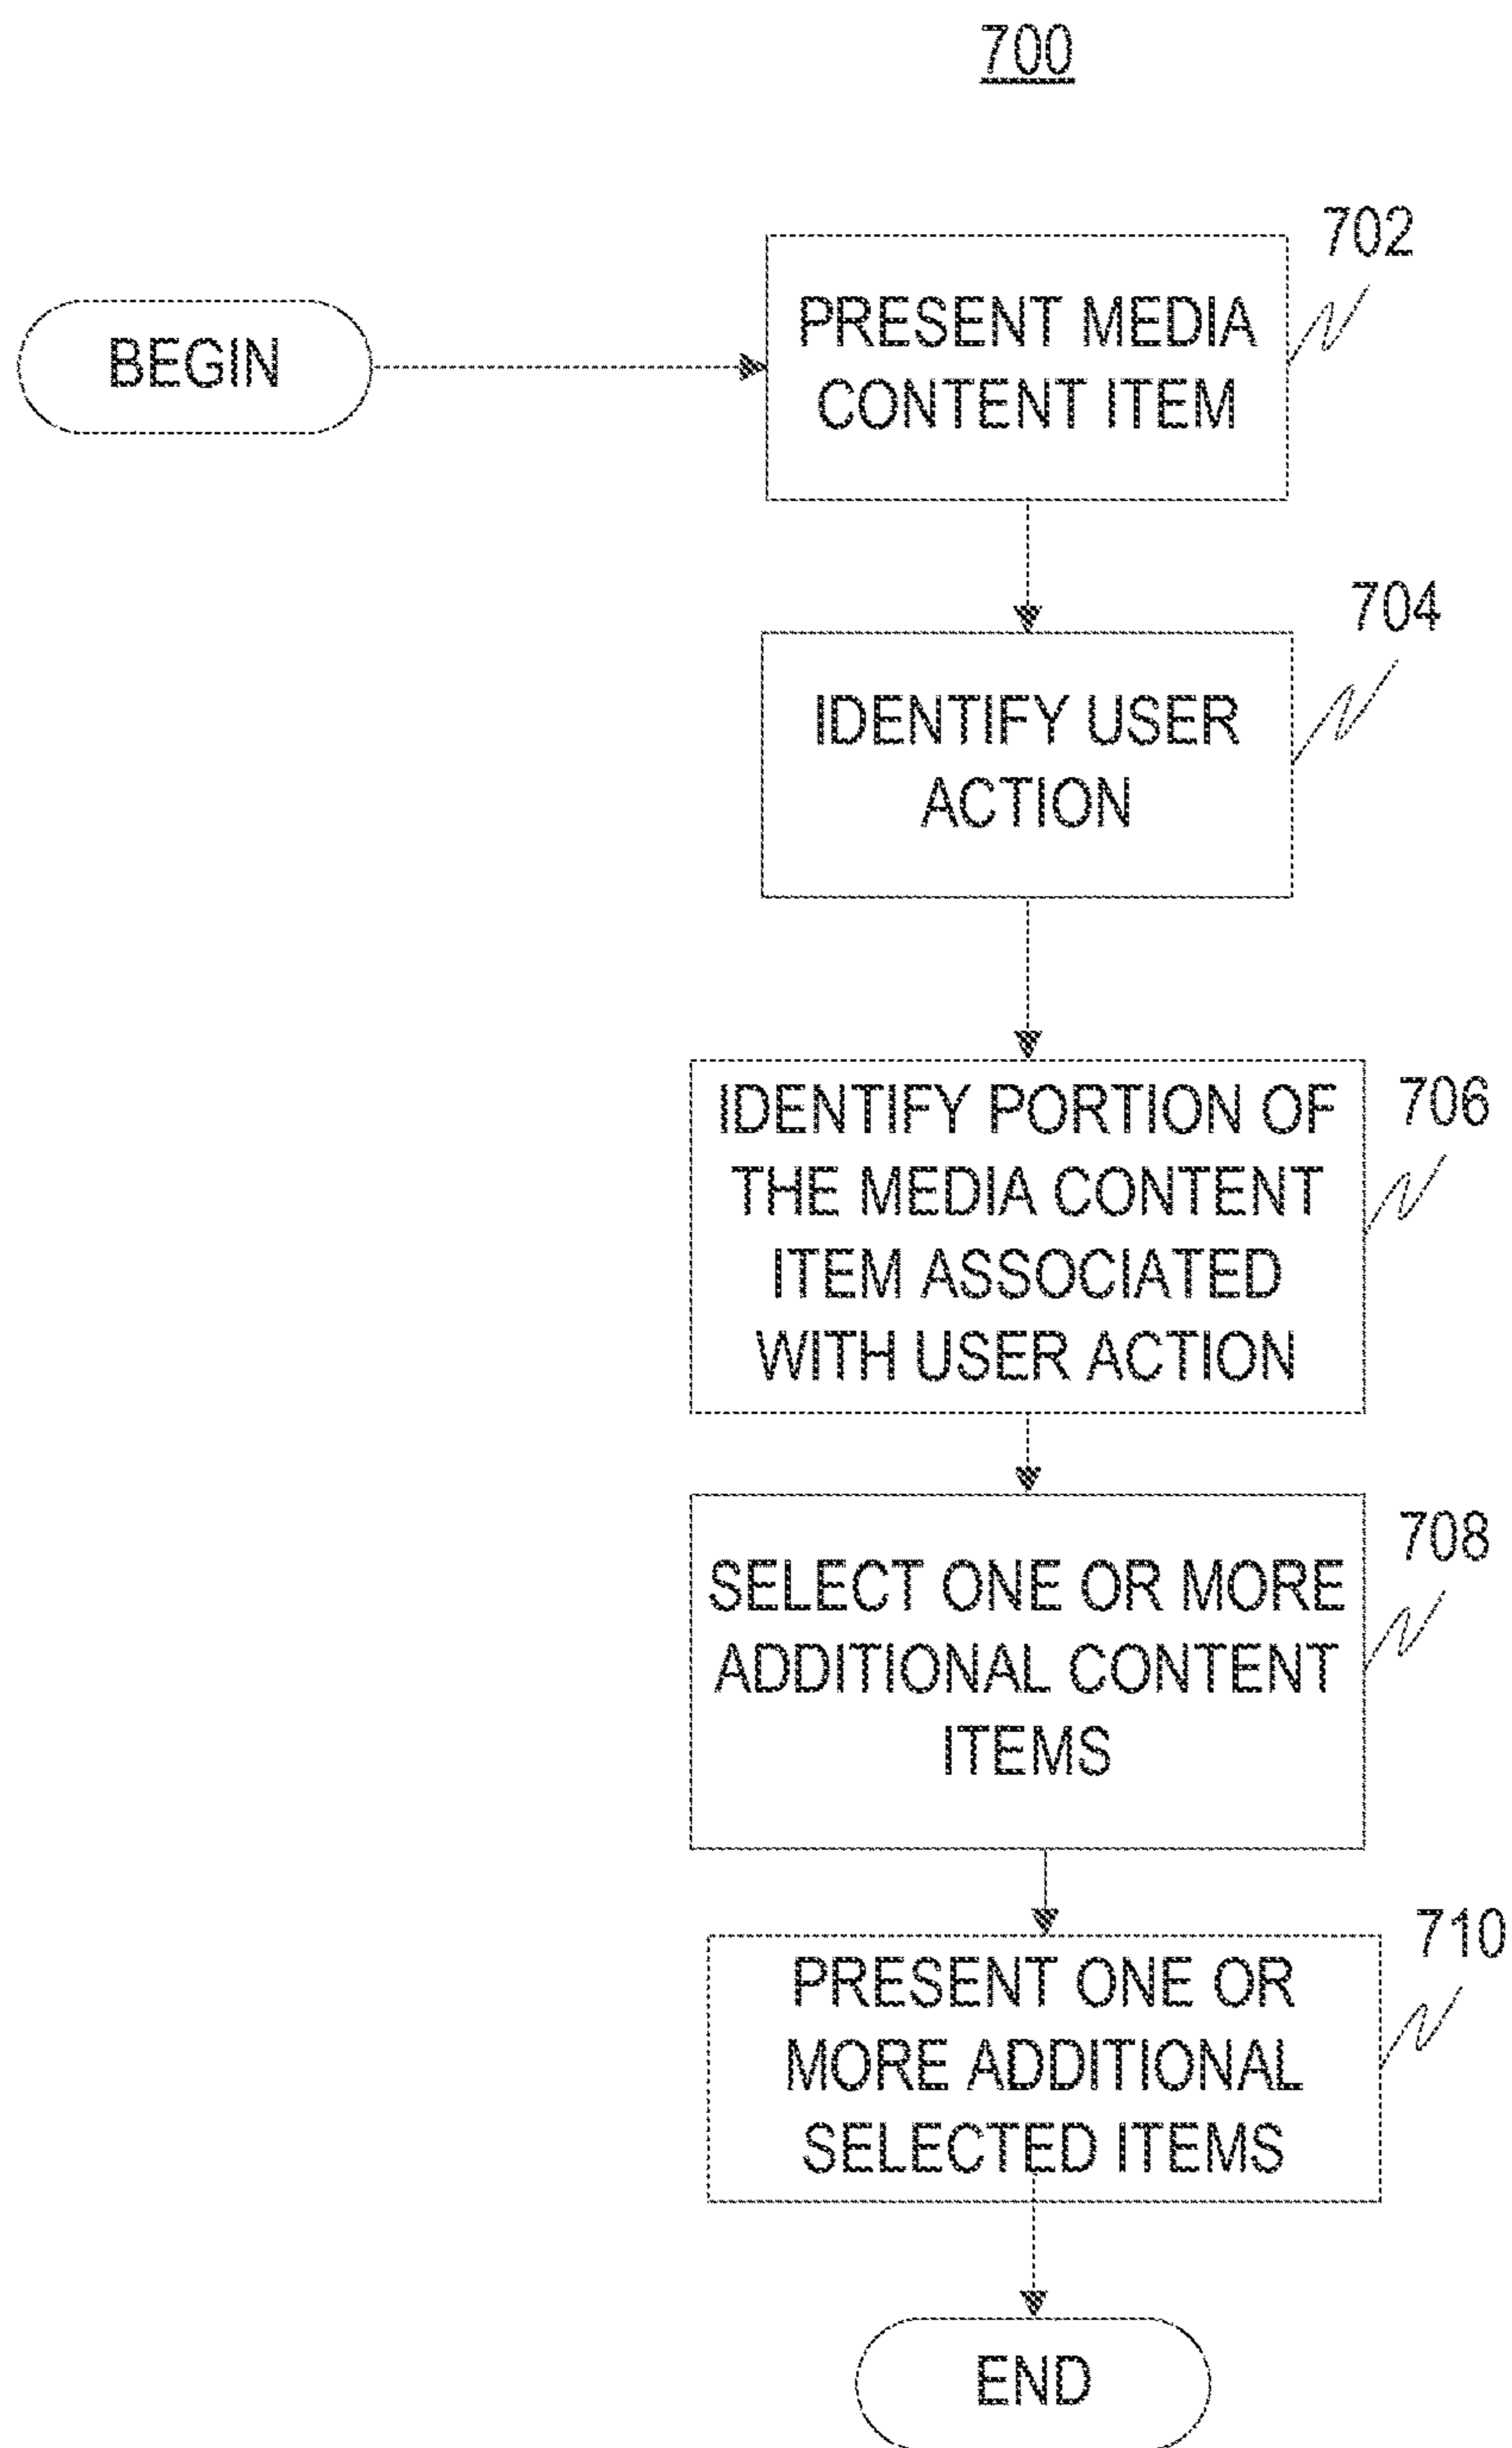 700
702
BEGIN
PRESENT MEDIA
CONTENT ITEM
704
IDENTIFY USER
ACTION
706
IDENTIFY PORTION OF
THE MEDIA CONTENT
ITEM ASSOCIATED
WITH USER ACTION
708
SELECT ONE OR MORE
ADDITIONAL CONTENT
ITEMS
710
PRESENT ONE OR
MORE ADDITIONAL
SELECTED ITEMS
END